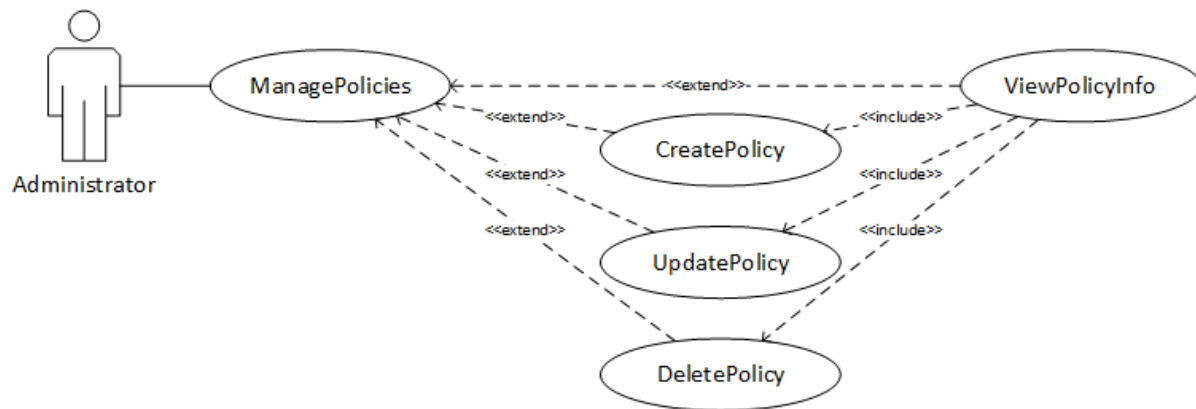 ManagePolicies
<<extend>>
ViewPolicyInfo
<<extend>>
<<include>>
CreatePolicy
Administrator
<<extend>>
<<include>>
<<extend>>
<<include>>
UpdatePolicy
DeletePolicy